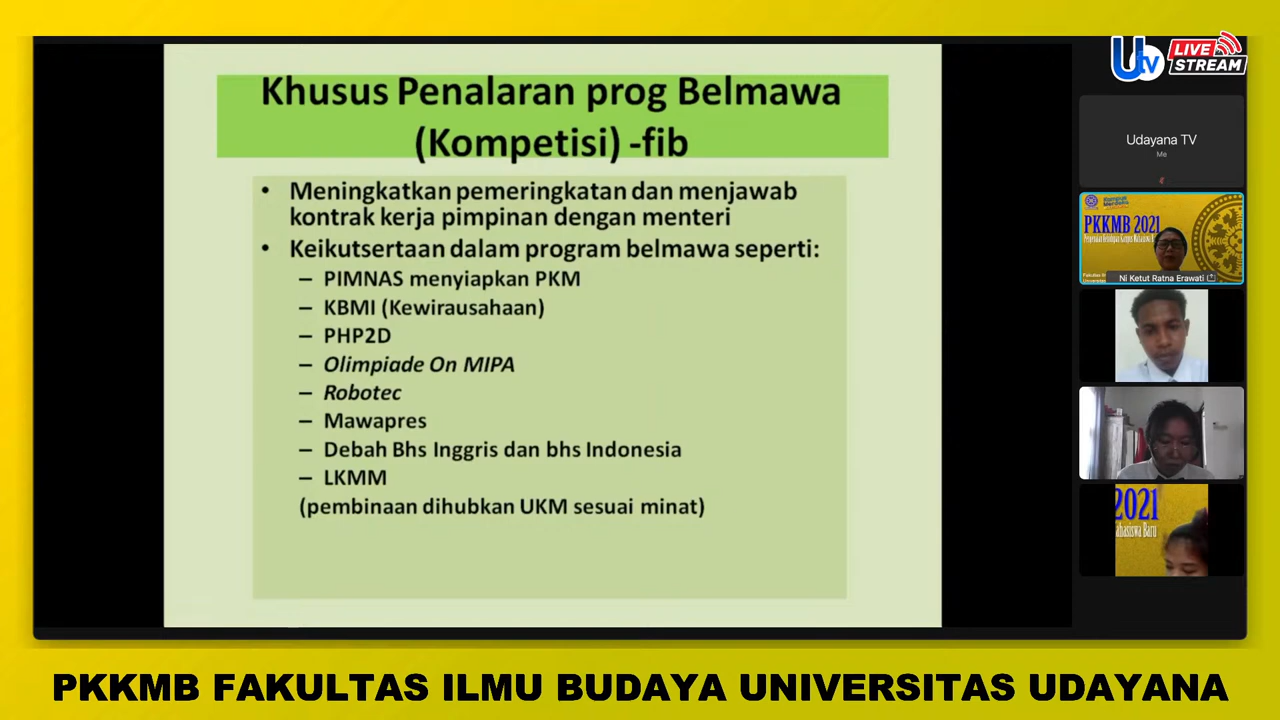 Khusus Penalaran prog Belmawa
(Kompetisi) -fib
• Meningkatkan pemeringkatan dan menjawab
kontrak kerja pimpinan dengan menteri
• Keikutsertaan dalam program belmawa seperti:
– PIMNAS menyiapkan PKM
– KBMI (Kewirausahaan)
– PHP2D
– Olimpiade On MIPA
– Robotec
– Mawapres
– Debah Bhs Inggris dan bhs Indonesia
– LKMM
(pembinaan dihubkan UKM sesuai minat)
Utv LIVE
STREAM
Udayana TV
Me
PKKMB 2021
Ni Ketut Ratna Erawati
2021
PKKMB FAKULTAS ILMU BUDAYA UNIVERSITAS UDAYANA